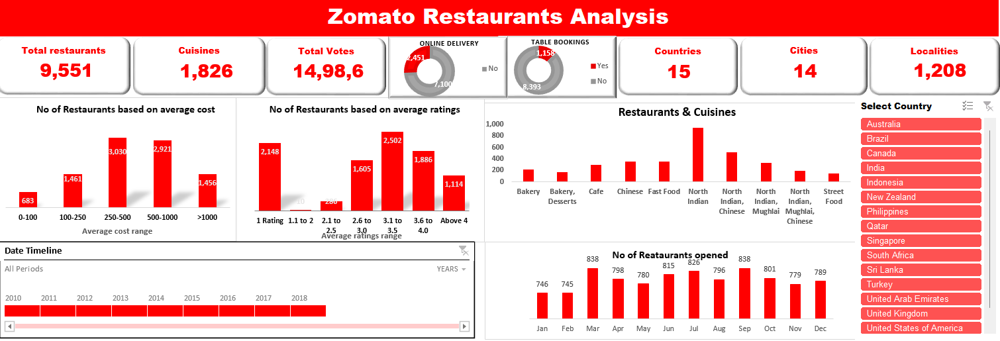 Zomato Restaurants Analysis
Total restaurants
9,551
Cuisines
1,826
Total Votes
14,98,6
ONLINE DELIVERY
2,451
7,100
No
TABLE BOOKINGS
1,158
8,393
Yes
No
Countries
15
Cities
14
Localities
1,208
No of Restaurants based on average cost
683
1,461
3,030
2,921
1,456
0-100
100-250
250-500
500-1000
>1000
Average cost range
No of Restaurants based on average ratings
2,148
10
286
1,605
2,502
1,886
1,114
1 Rating
1.1 to 2
2.1 to
2.5
2.6 to
3.0
3.1 to
3.5
3.6 to
4.0
Above 4
Average ratings range
Restaurants & Cuisines
1,000
800
600
400
200
0
Bakery
Bakery,
Desserts
Cafe
Chinese
Fast Food
North
Indian
North
Indian,
Chinese
North
Indian,
Mughlai
North
Indian,
Mughlai,
Chinese
Street
Food
Select Country
Australia
Brazil
Canada
India
Indonesia
New Zealand
Philippines
Qatar
Singapore
South Africa
Sri Lanka
Turkey
United Arab Emirates
United Kingdom
United States of America
Date Timeline
All Periods
YEARS
2010 2011 2012 2013 2014 2015 2016 2017 2018
No of Reataurants opened
746
745
838
798
780
815
826
796
838
801
779
789
Jan Feb Mar Apr May Jun Jul Aug Sep Oct Nov Dec